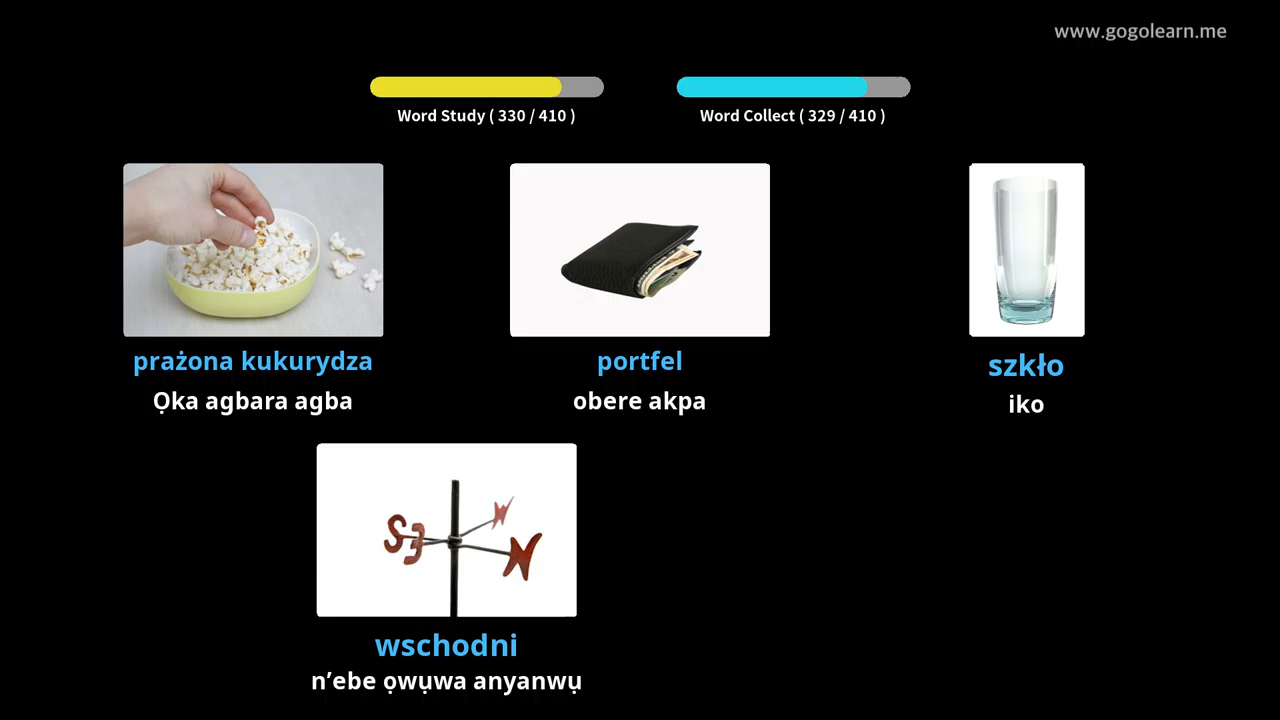 www.gogolearn.me
Word Study ( 330 / 410 )
Word Collect ( 329 / 410 )
prażona kukurydza
Ọka agbara agba
portfel
obere akpa
szkło
iko
wschodni
n’ebe ọwụwa anyanwụ